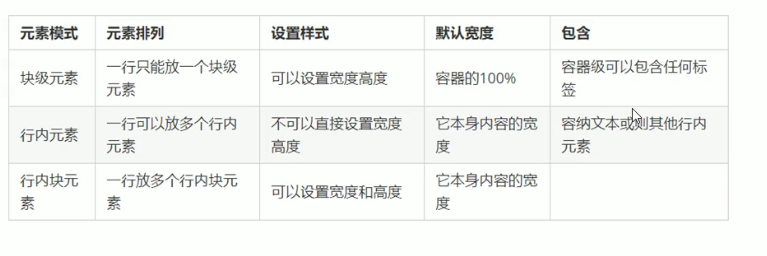 元素模式 元素排列 设置样式 默认宽度 包含
块级元素 一行只能放一个块级元素 可以设置宽度高度 容器的100% 容器级可以包含任何标签
行内元素 一行可以放多个行内元素 不可以直接设置宽度高度 它本身内容的宽度 容纳文本或则其他行内元素
行内块元素 一行放多个行内块元素 可以设置宽度和高度 它本身内容的宽度